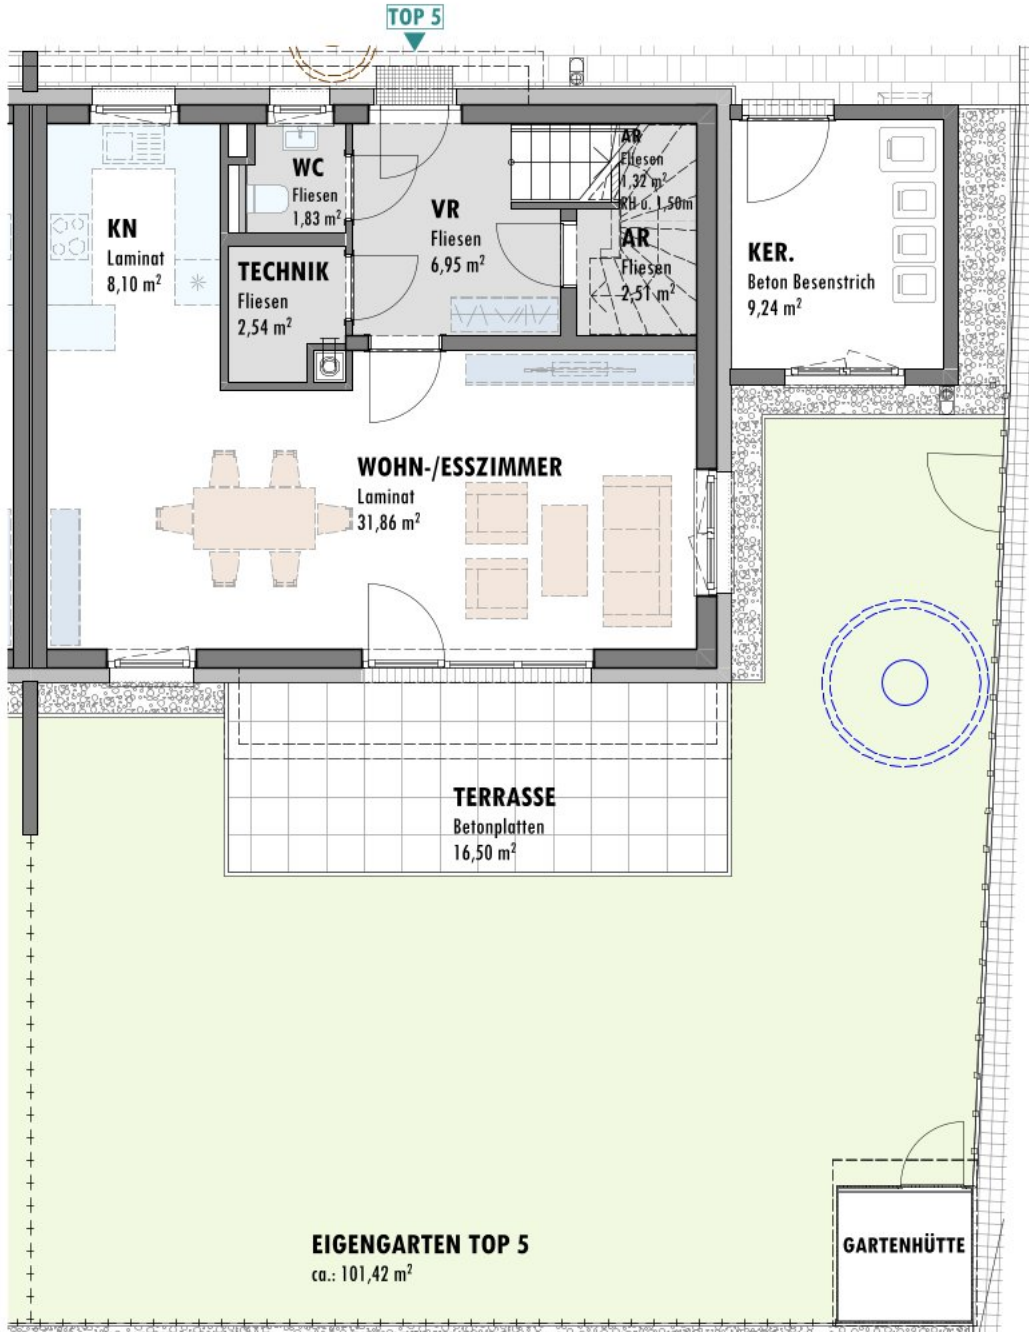 TOP 5
KN
Laminat
8,10 m²
WC
Fliesen
1,83 m²
TECHNIK
Fliesen
2,54 m²
VR
Fliesen
6,95 m²
AR
Fliesen
1,32 m²
RH ü. 1,50m
AR
Fliesen
2,51 m²
KER.
Beton Besenstrich
9,24 m²
WOHN-/ESSZIMMER
Laminat
31,86 m²
TERRASSE
Betonplatten
16,50 m²
EIGENGARTEN TOP 5
ca.: 101,42 m²
GARTENHÜTTE